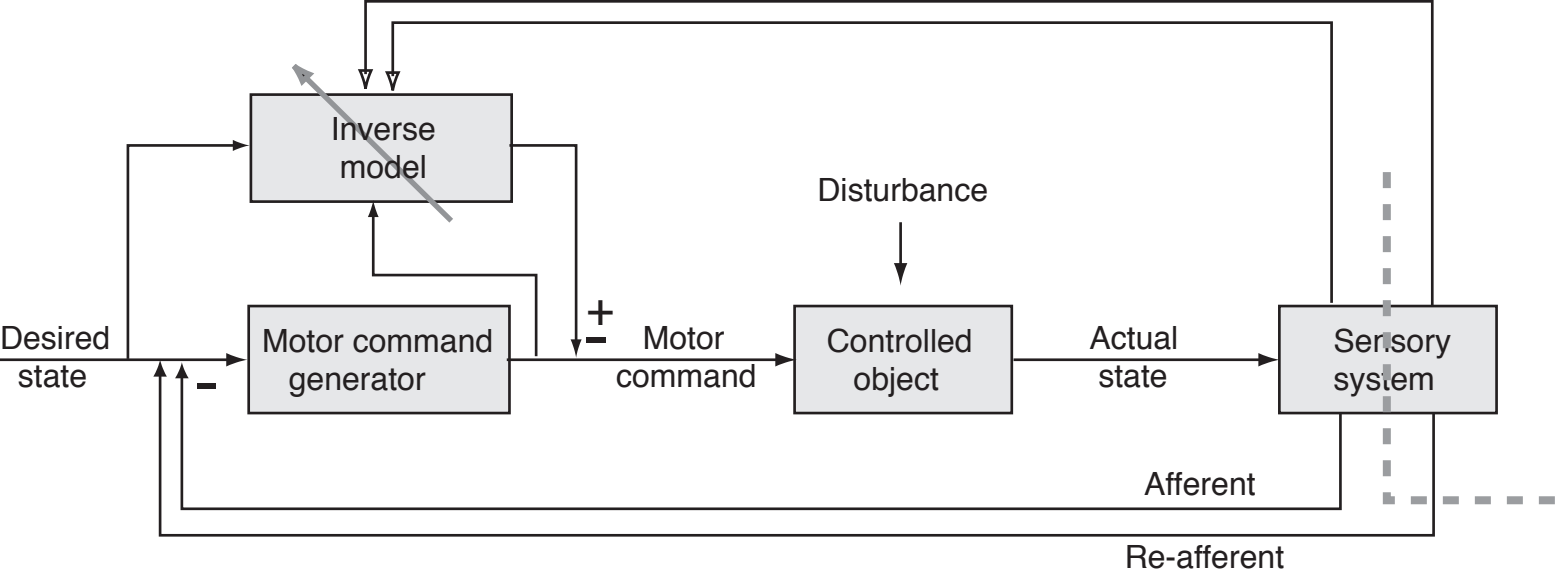 Inverse
model
Disturbance
+
-
Desired
state
-
Motor command
generator
Motor
command
Controlled
object
Actual
state
Sensory
system
Afferent
Re-afferent